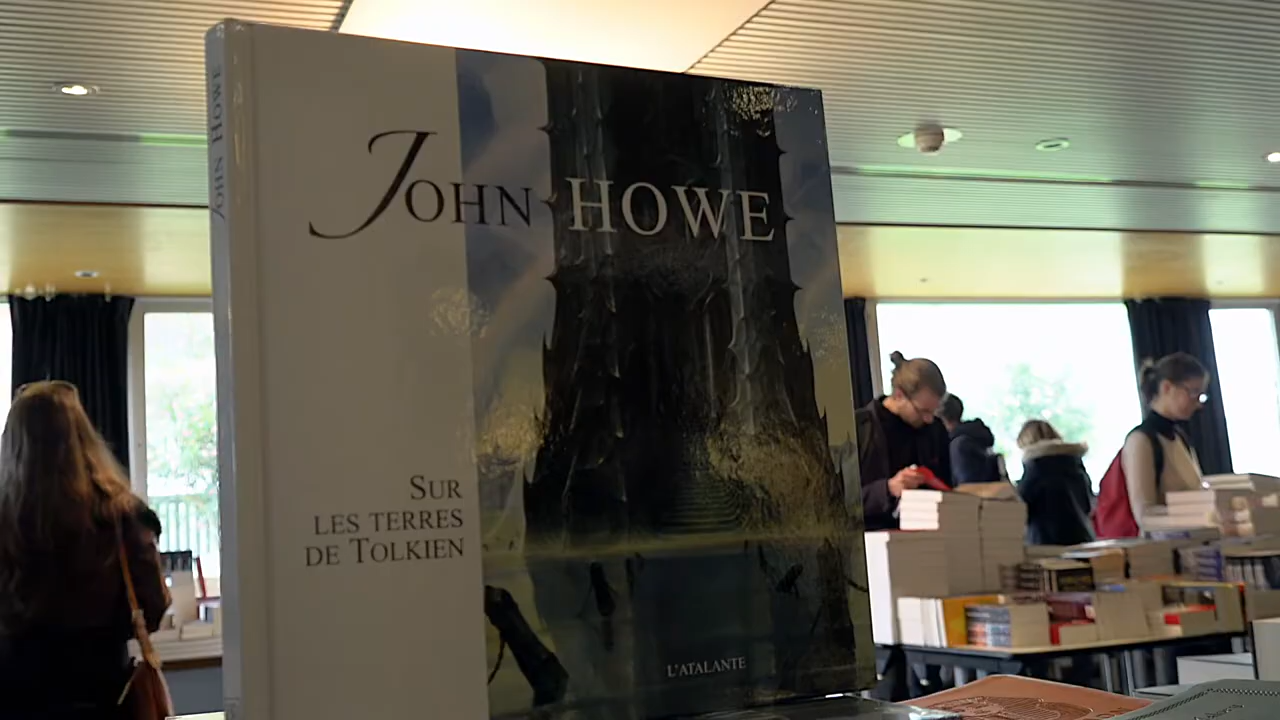 JOHN HOWE
JOHN HOWE
SUR
LES TERRES
DE TOLKIEN
L'ATALANTE